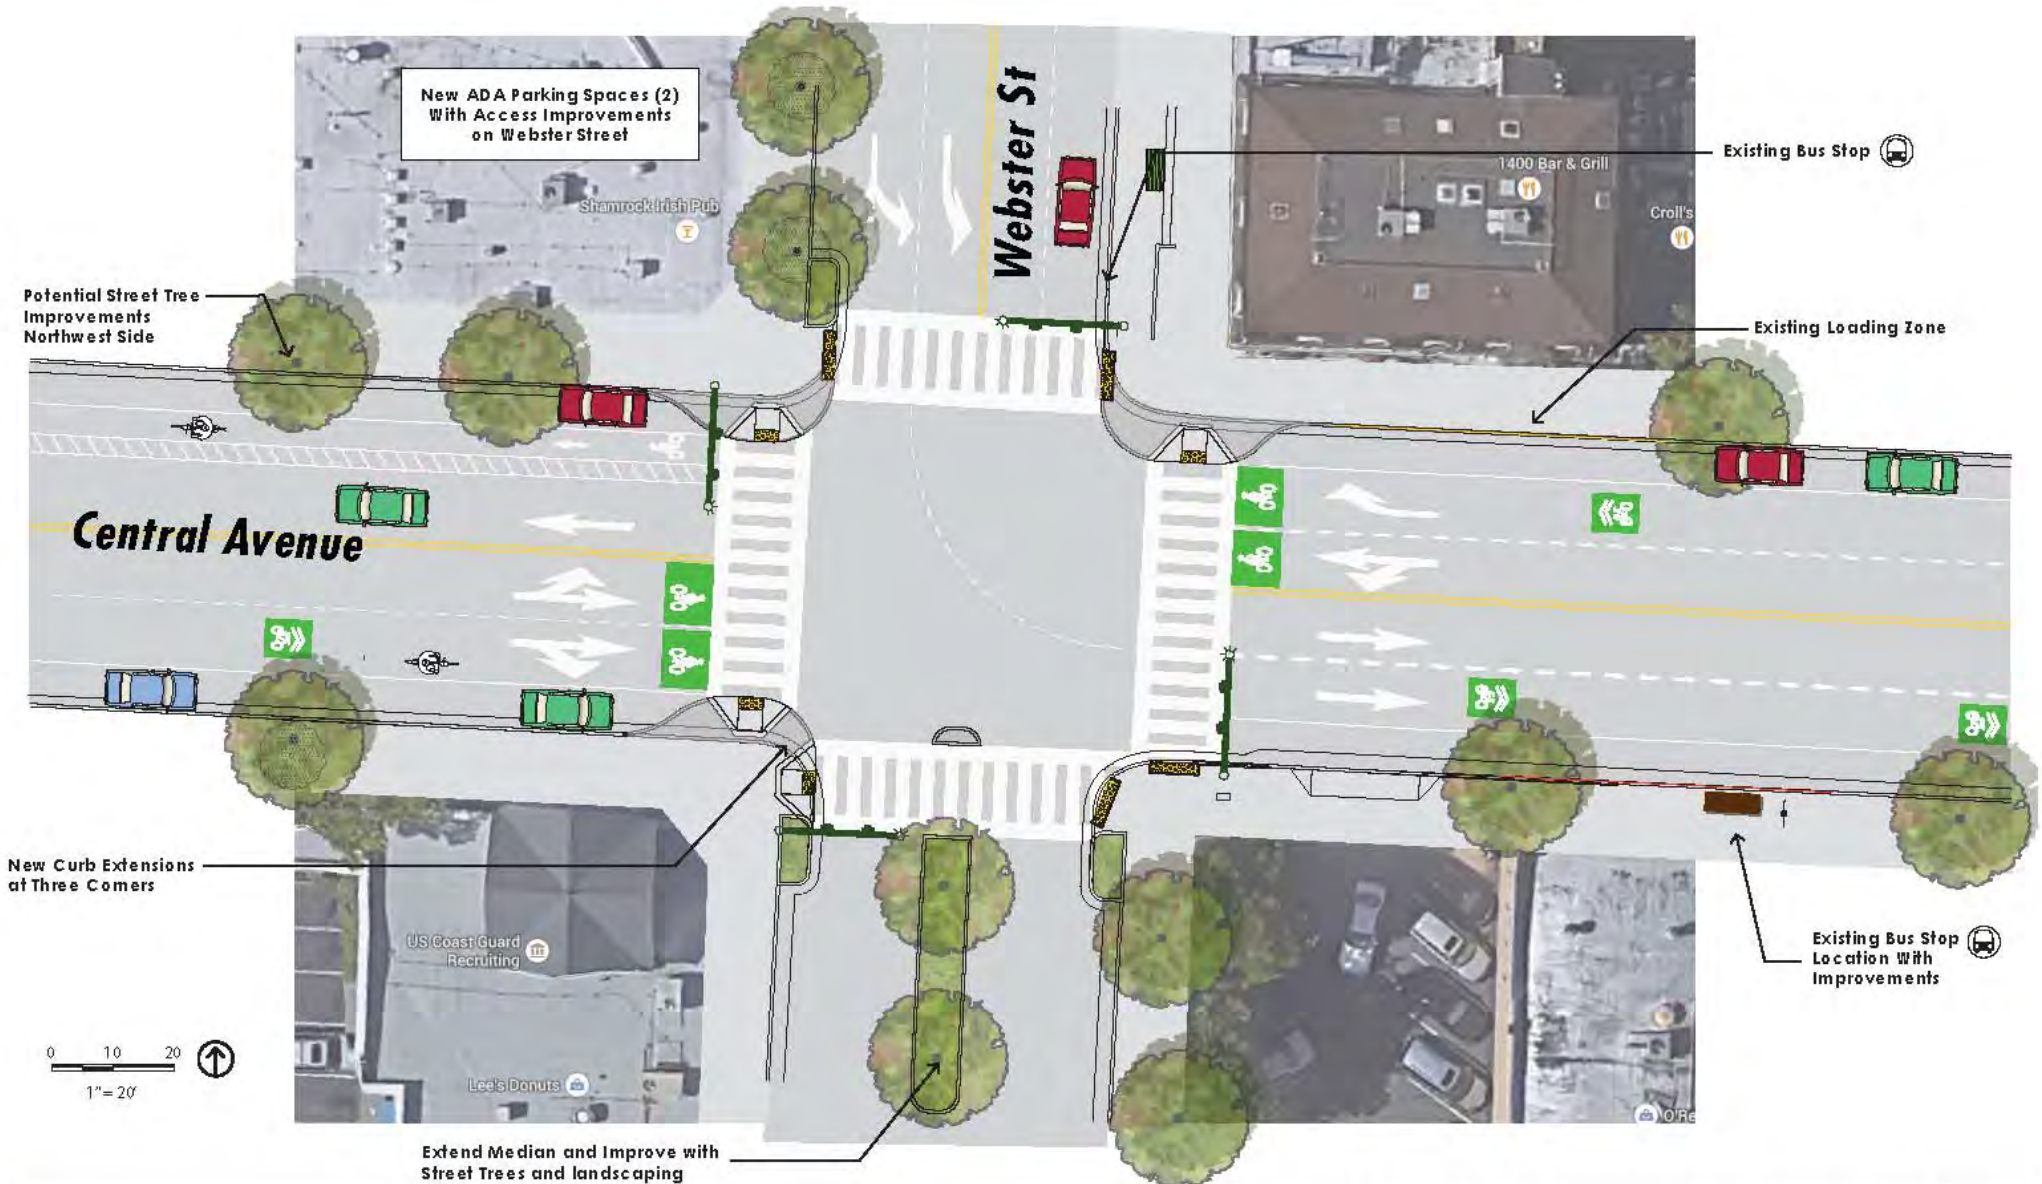 New ADA Parking Spaces (2)
With Access Improvements
on Webster Street
Webster St
Existing Bus Stop
1400 Bar & Grill
Shamrock Irish Pub
Croll's
Potential Street Tree
Improvements
Northwest Side
Existing Loading Zone
Central Avenue
New Curb Extensions
at Three Corners
US Coast Guard
Recruiting
Existing Bus Stop
Location With
Improvements
0 10 20
1"= 20'
Lee's Donuts
O'Re
Extend Median and Improve with
Street Trees and landscaping